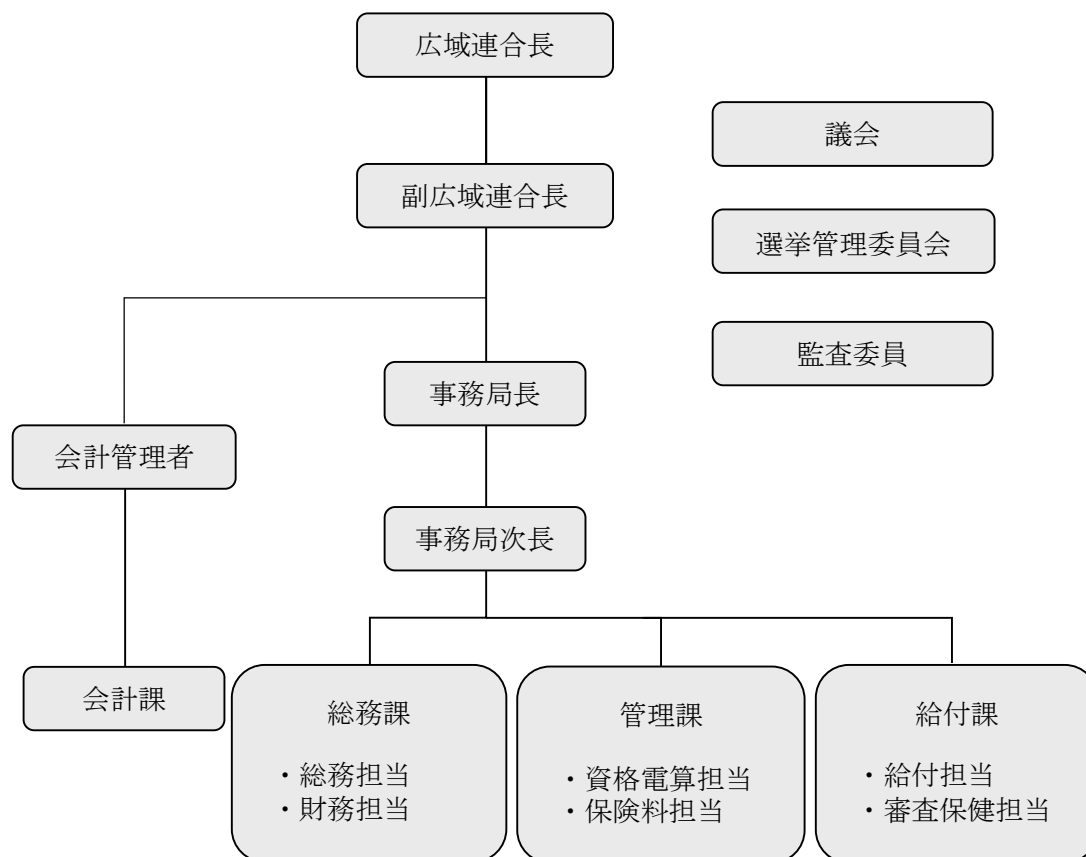 広域連合長
議会
副広域連合長
選挙管理委員会
監査委員
事務局長
会計管理者
事務局次長
会計課
総務課
・総務担当
・財務担当
管理課
・資格電算担当
・保険料担当
給付課
・給付担当
・審査保健担当